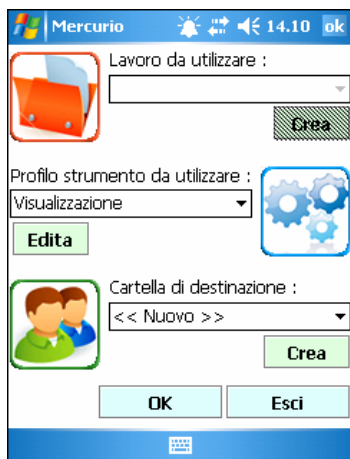 Mercurio 14.10 ok
Lavoro da utilizzare :
Crea
Profilo strumento da utilizzare :
Visualizzazione
Edita
Cartella di destinazione :
<< Nuovo >>
Crea
OK Esci